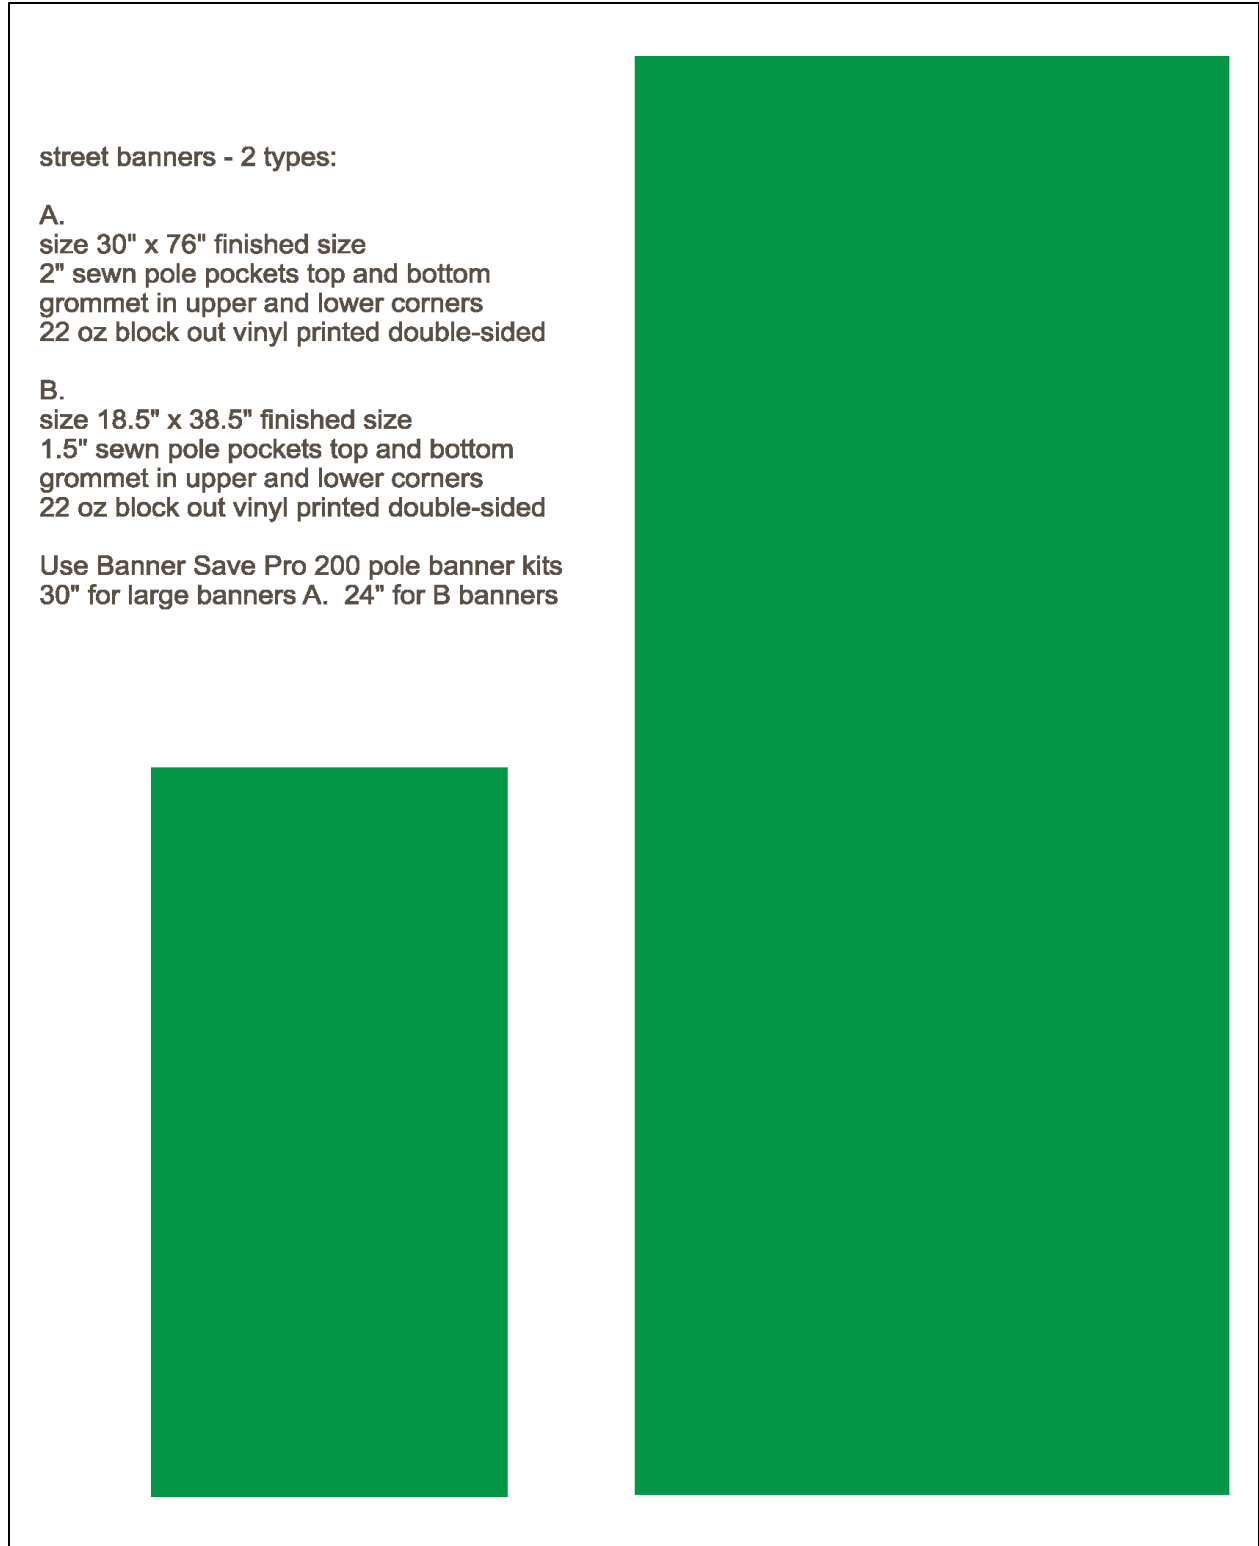 street banners - 2 types:
A.
size 30" x 76" finished size
2" sewn pole pockets top and bottom
grommet in upper and lower corners
22 oz block out vinyl printed double-sided
B.
size 18.5" x 38.5" finished size
1.5" sewn pole pockets top and bottom
grommet in upper and lower corners
22 oz block out vinyl printed double-sided
Use Banner Save Pro 200 pole banner kits
30" for large banners A.  24" for B banners